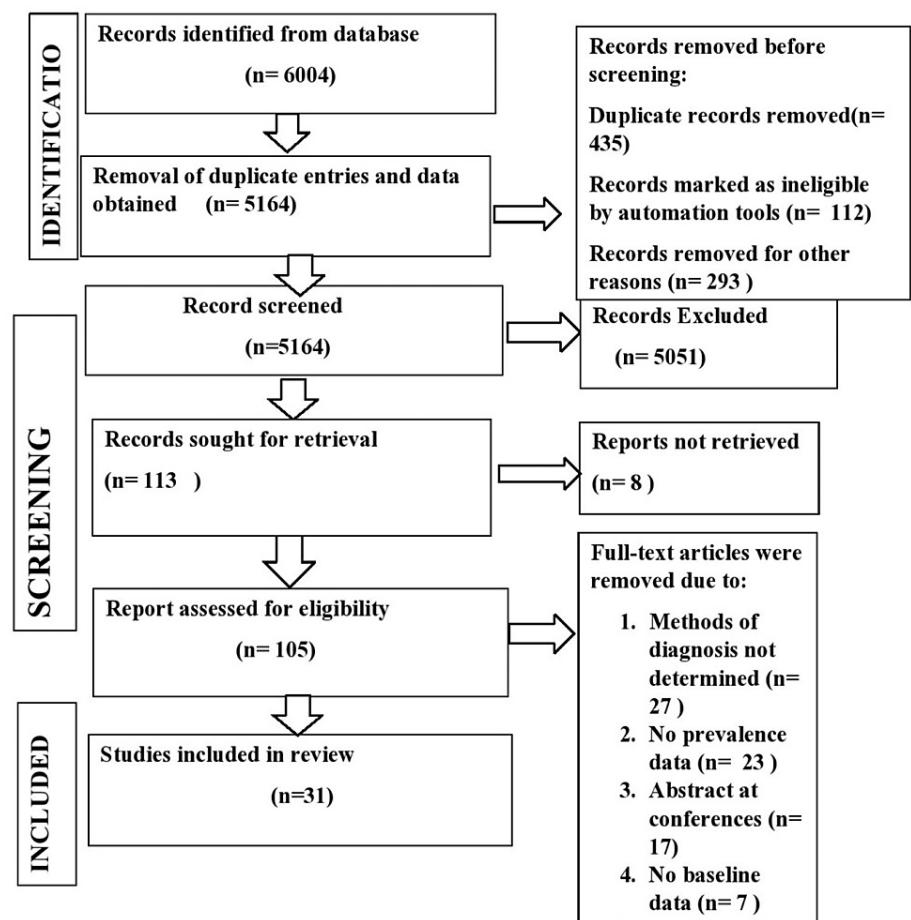 IDENTIFICATIO
Records identified from database
(n= 6004)
Removal of duplicate entries and data
obtained (n= 5164)
Records removed before
screening:
Duplicate records removed(n=
435)
Records marked as ineligible
by automation tools (n= 112)
Records removed for other
reasons (n= 293 )
SCREENING
Record screened
(n=5164)
Records Excluded
(n= 5051)
Records sought for retrieval
(n= 113 )
Reports not retrieved
(n= 8 )
Report assessed for eligibility
(n= 105)
Full-text articles were
removed due to:
1. Methods of
diagnosis not
determined (n=
27 )
2. No prevalence
data (n= 23 )
3. Abstract at
conferences (n=
17)
4. No baseline
data (n= 7 )
INCLUDED
Studies included in review
(n=31)